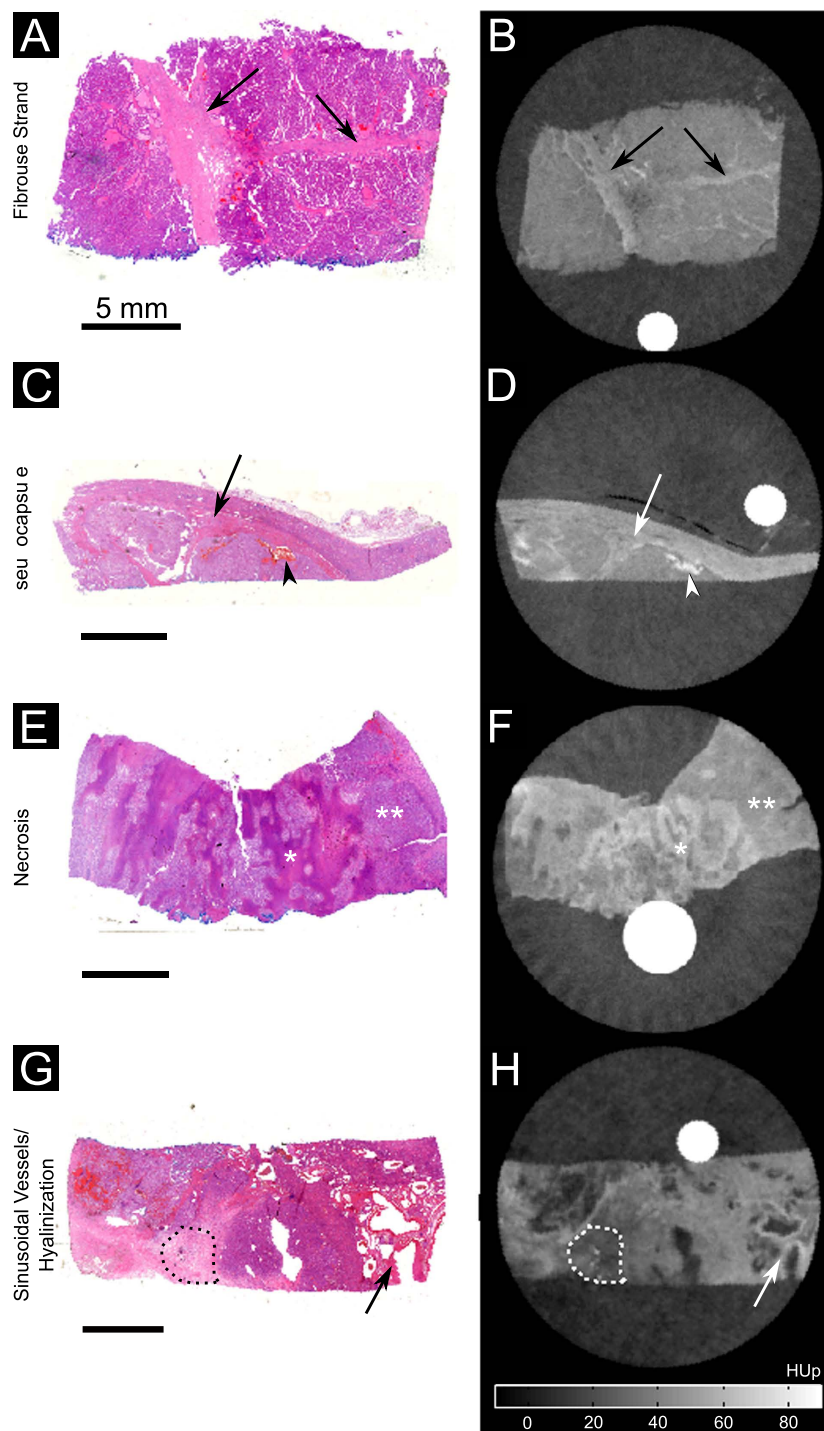 A
B
Fibrouse Strand
5 mm
C
D
seu ocapsu e
E
F
**
**
*
*
Necrosis
G
H
Sinusoidal Vessels/
Hyalinization
HUp
0 20 40 60 80